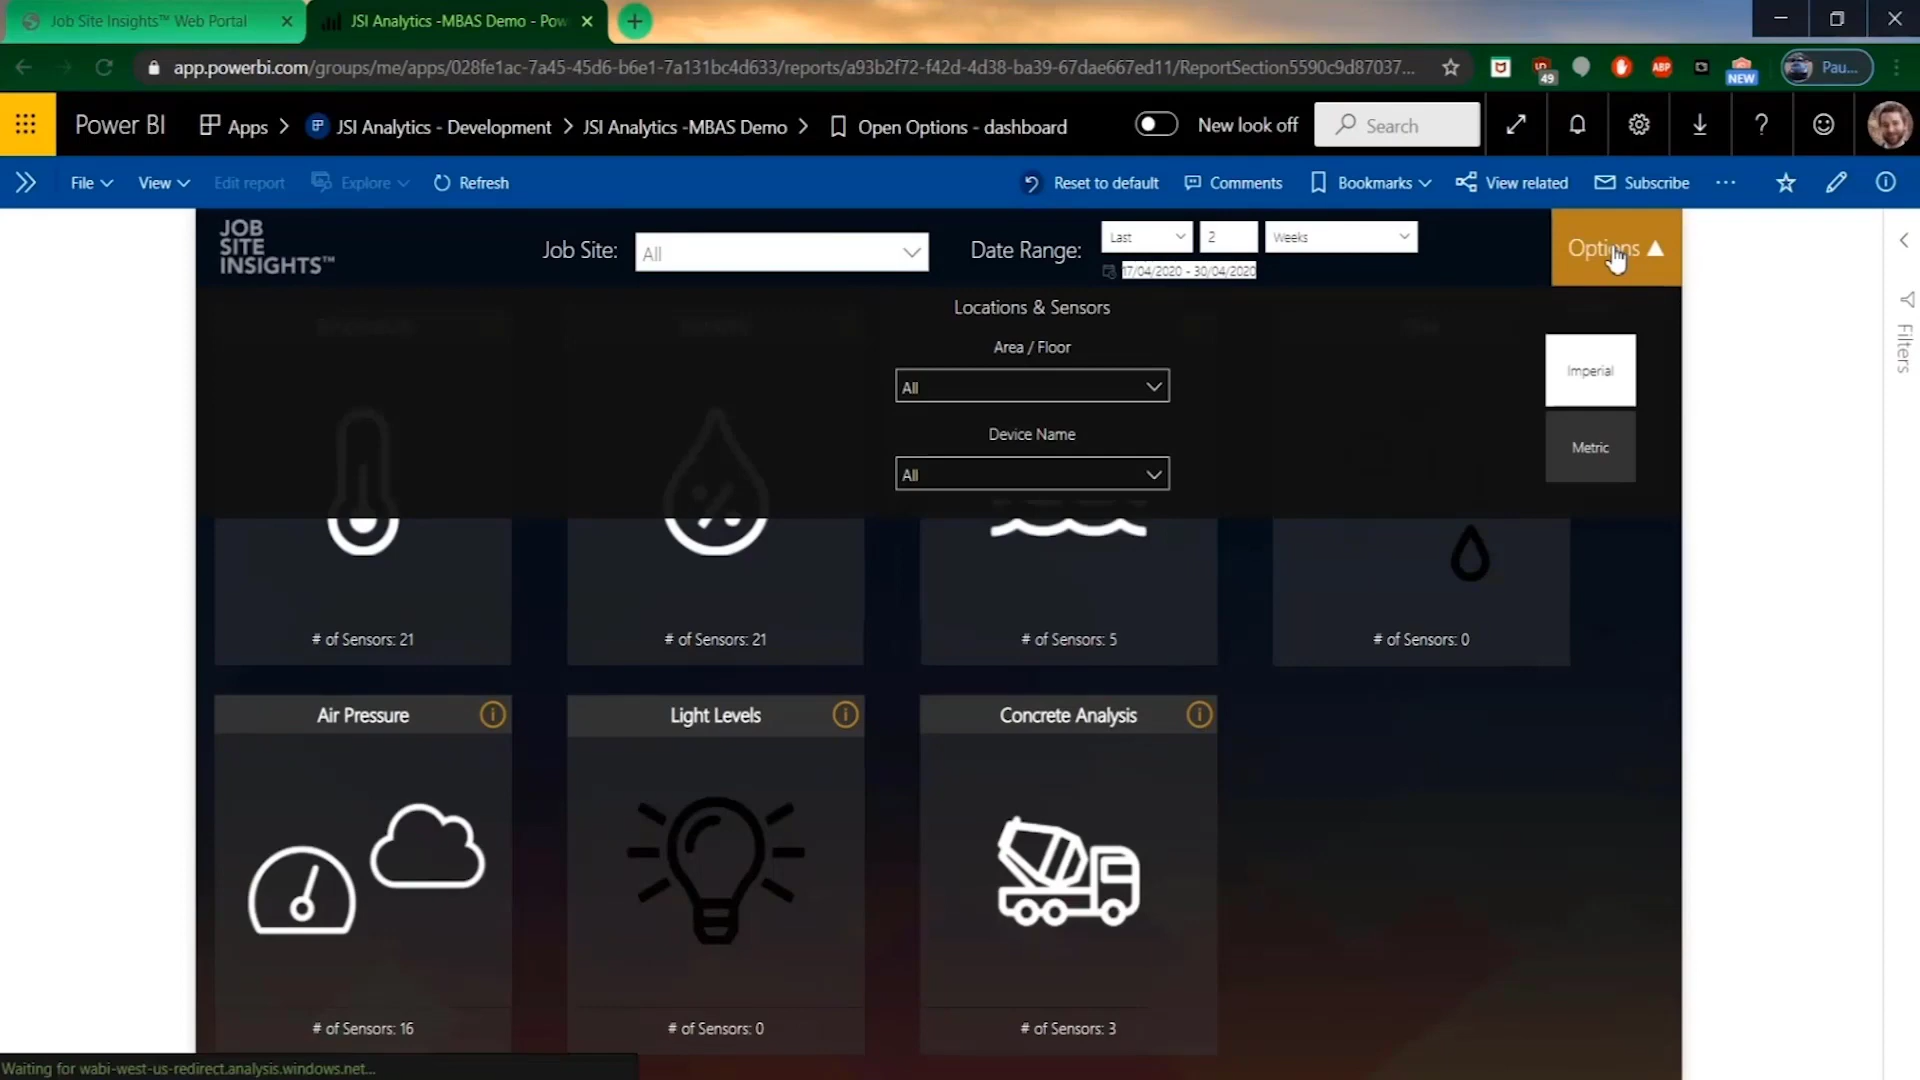 Job Site Insights™ Web Portal
JSI Analytics -MBAS Demo - Pow
app.powerbi.com/groups/me/apps/028fe1ac-7a45-45d6-b6e1-7a131bc4d633/reports/a93b2f72-f42d-4d38-ba39-67dae667ed11/ReportSection5590c9d87037...
49
ABP
NEW
Pau...
Power BI
Apps
JSI Analytics - Development
JSI Analytics -MBAS Demo
Open Options - dashboard
New look off
Search
File
View
Edit report
Explore
Refresh
Reset to default
Comments
Bookmarks
View related
Subscribe
JOB
SITE
INSIGHTS™
Job Site:
All
Date Range:
Last
2
Weeks
17/04/2020 - 30/04/2020
Options
Filters
Locations & Sensors
Area / Floor
All
Device Name
All
Imperial
Metric
%
# of Sensors: 21
# of Sensors: 21
# of Sensors: 5
# of Sensors: 0
Air Pressure
Light Levels
Concrete Analysis
# of Sensors: 16
# of Sensors: 0
# of Sensors: 3
Waiting for wabi-west-us-redirect.analysis.windows.net...